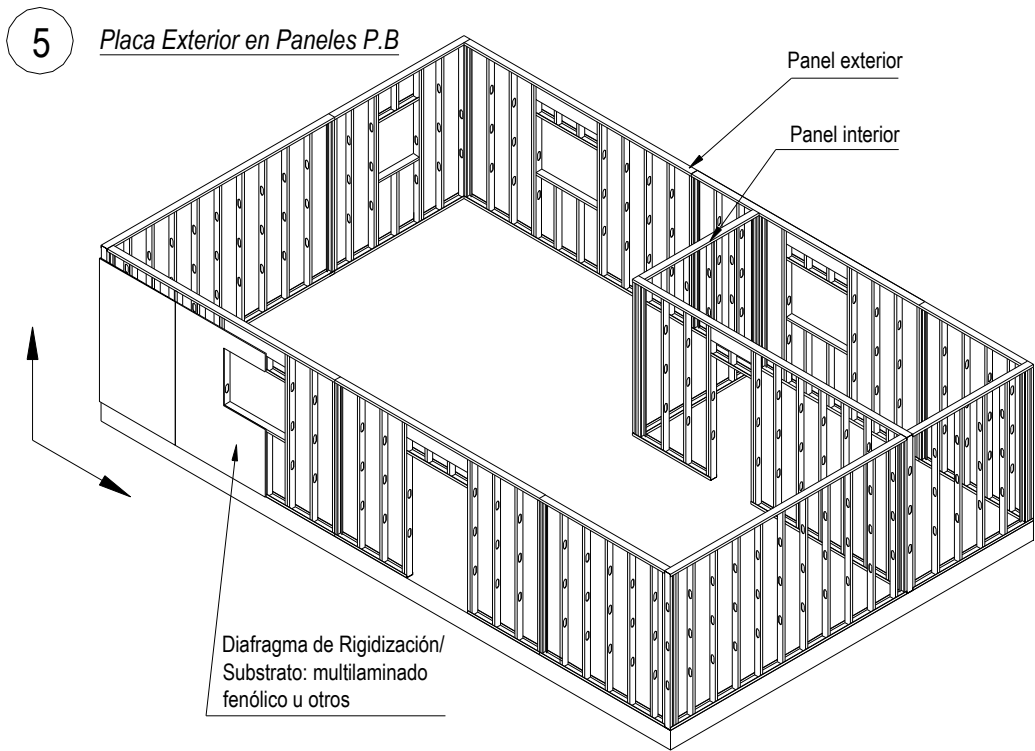 5
Placa Exterior en Paneles P.B
Panel exterior
Panel interior
Diafragma de Rigidización/
Substrato: multilaminado
fenólico u otros